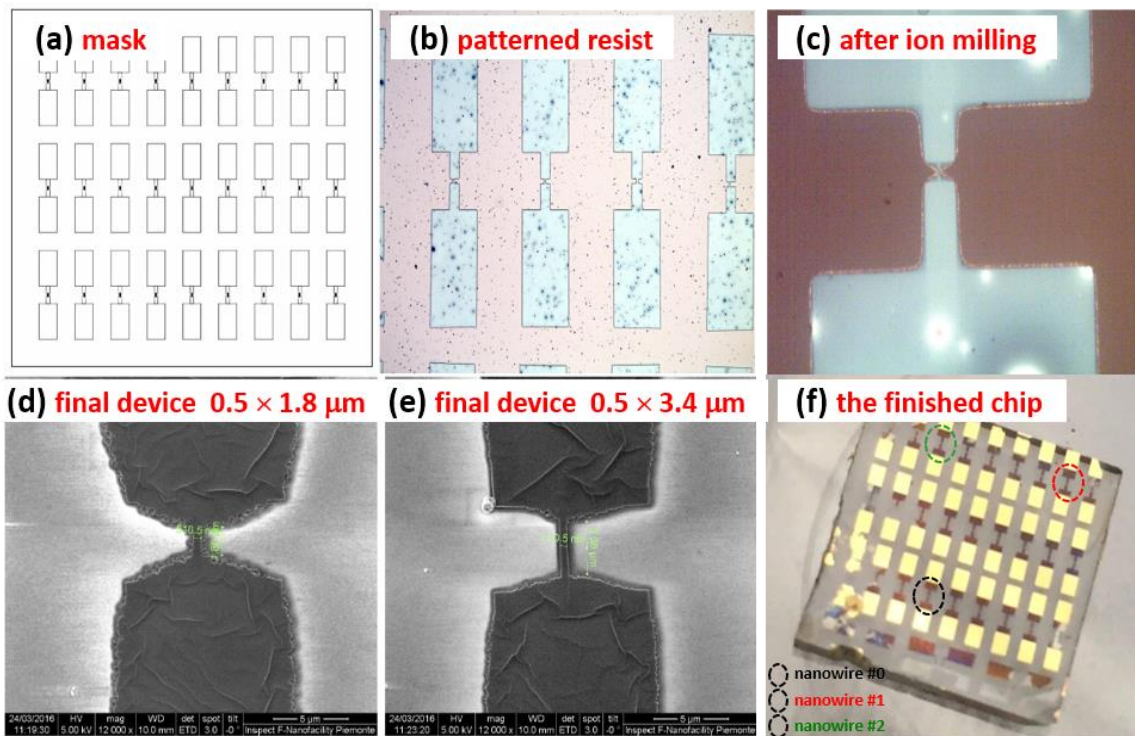 (a) mask
(b) patterned resist
(c) after ion milling
(d) final device 0.5 × 1.8 μm
(e) final device 0.5 × 3.4 μm
(f) the finished chip
nanowire #0
nanowire #1
nanowire #2
24/03/2016 HV mag WD det spot tilt 5 μm
11:19:30 5.00 kV 12 000 x 10.0 mm ETD 3.0 -0 ° Inspect F-Nanofacility Piemonte
24/03/2016 HV mag WD det spot tilt 5 μm
11:23:20 5.00 kV 12 000 x 10.0 mm ETD 3.0 -0 ° Inspect F-Nanofacility Piemonte